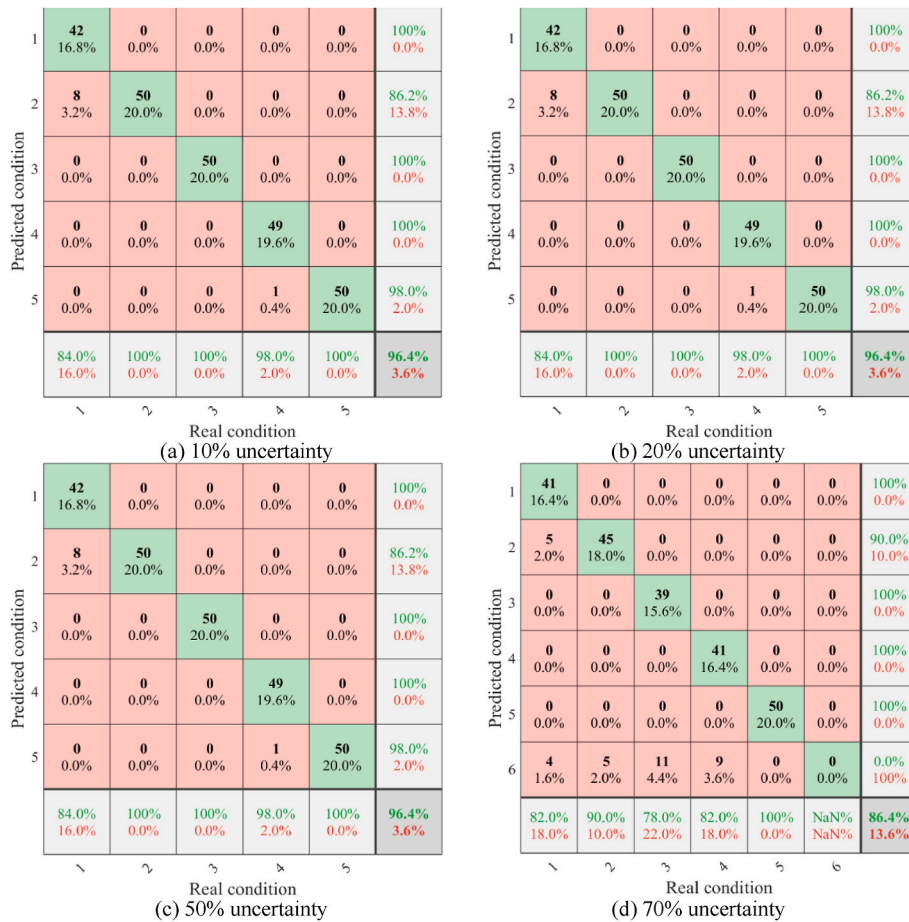 1 42 0 0 0 0 100%
16.8% 0.0% 0.0% 0.0% 0.0% 0.0%
2 8 50 0 0 0 86.2%
3.2% 20.0% 0.0% 0.0% 0.0% 13.8%
3 0 0 50 0 0 100%
0.0% 0.0% 20.0% 0.0% 0.0% 0.0%
4 0 0 0 49 0 100%
0.0% 0.0% 0.0% 19.6% 0.0% 0.0%
5 0 0 0 1 50 98.0%
0.0% 0.0% 0.0% 0.4% 20.0% 2.0%
84.0% 100% 100% 98.0% 100% 96.4%
16.0% 0.0% 0.0% 2.0% 0.0% 3.6%
1 2 3 4 5
Predicted condition
Real condition
(a) 10% uncertainty
1 42 0 0 0 0 100%
16.8% 0.0% 0.0% 0.0% 0.0% 0.0%
2 8 50 0 0 0 86.2%
3.2% 20.0% 0.0% 0.0% 0.0% 13.8%
3 0 0 50 0 0 100%
0.0% 0.0% 20.0% 0.0% 0.0% 0.0%
4 0 0 0 49 0 100%
0.0% 0.0% 0.0% 19.6% 0.0% 0.0%
5 0 0 0 1 50 98.0%
0.0% 0.0% 0.0% 0.4% 20.0% 2.0%
84.0% 100% 100% 98.0% 100% 96.4%
16.0% 0.0% 0.0% 2.0% 0.0% 3.6%
1 2 3 4 5
Predicted condition
Real condition
(b) 20% uncertainty
1 42 0 0 0 0 100%
16.8% 0.0% 0.0% 0.0% 0.0% 0.0%
2 8 50 0 0 0 86.2%
3.2% 20.0% 0.0% 0.0% 0.0% 13.8%
3 0 0 50 0 0 100%
0.0% 0.0% 20.0% 0.0% 0.0% 0.0%
4 0 0 0 49 0 100%
0.0% 0.0% 0.0% 19.6% 0.0% 0.0%
5 0 0 0 1 50 98.0%
0.0% 0.0% 0.0% 0.4% 20.0% 2.0%
84.0% 100% 100% 98.0% 100% 96.4%
16.0% 0.0% 0.0% 2.0% 0.0% 3.6%
1 2 3 4 5
Predicted condition
Real condition
(c) 50% uncertainty
1 41 0 0 0 0 0 100%
16.4% 0.0% 0.0% 0.0% 0.0% 0.0% 0.0%
2 5 45 0 0 0 0 90.0%
2.0% 18.0% 0.0% 0.0% 0.0% 0.0% 10.0%
3 0 0 39 0 0 0 100%
0.0% 0.0% 15.6% 0.0% 0.0% 0.0% 0.0%
4 0 0 0 41 0 0 100%
0.0% 0.0% 0.0% 16.4% 0.0% 0.0% 0.0%
5 0 0 0 0 50 0 100%
0.0% 0.0% 0.0% 0.0% 20.0% 0.0% 0.0%
6 4 5 11 9 0 0 0.0%
1.6% 2.0% 4.4% 3.6% 0.0% 0.0% 100%
82.0% 90.0% 78.0% 82.0% 100% NaN% 86.4%
18.0% 10.0% 22.0% 18.0% 0.0% NaN% 13.6%
1 2 3 4 5 6
Predicted condition
Real condition
(d) 70% uncertainty